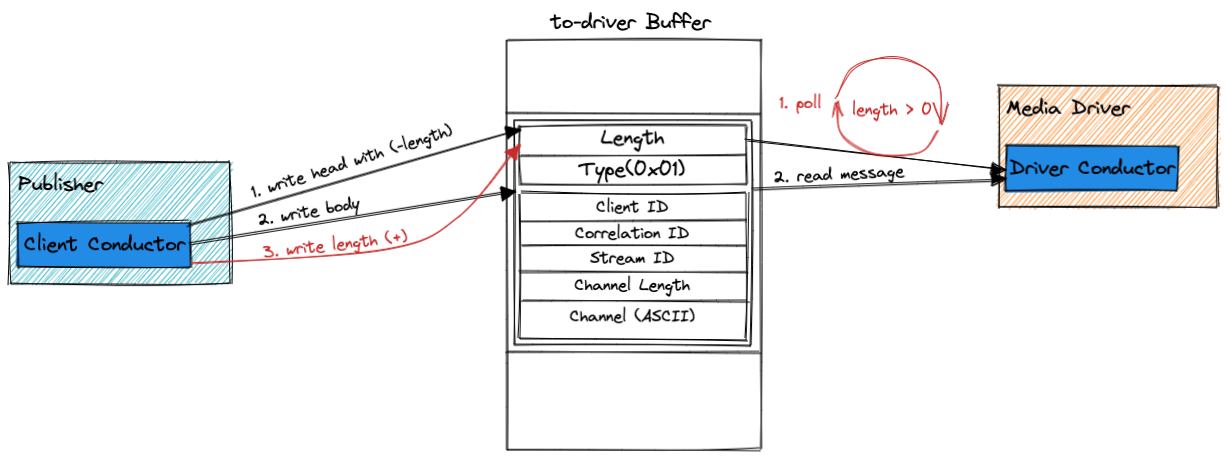 to-driver Buffer
1. poll
length > 0
Media Driver
Driver Conductor
Length
Type(0x01)
1. write head with (-length)
2. read message
Publisher
Client Conductor
2. write body
3. write length (+)
Client ID
Correlation ID
Stream ID
Channel Length
Channel (ASCII)